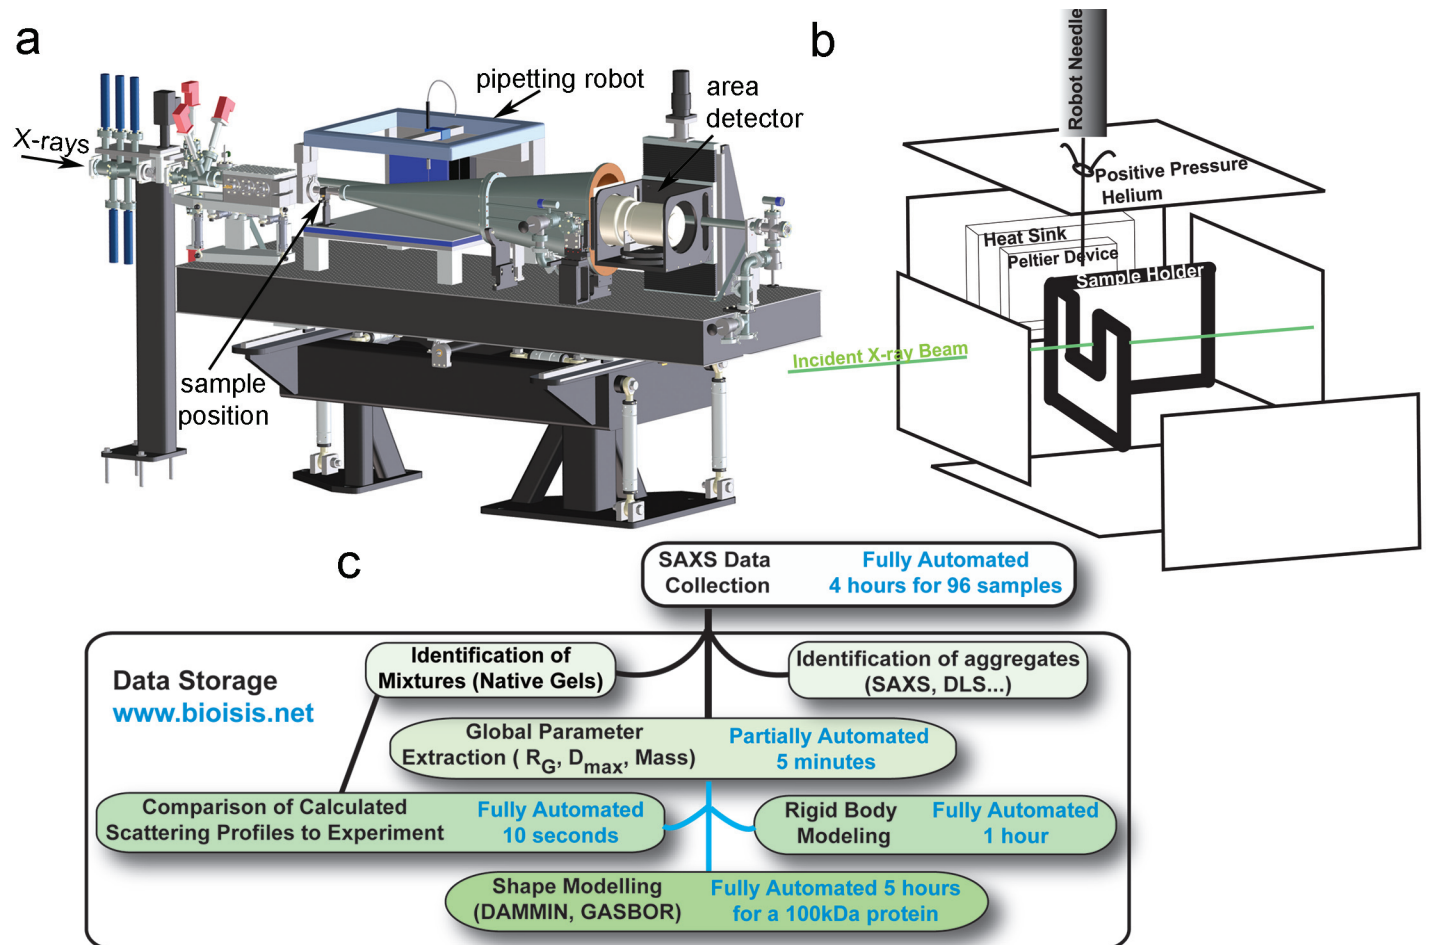 a
X-rays
pipetting robot
area
detector
sample
position
b
Robot Needle
Positive Pressure
Helium
Heat Sink
Peltier Device
Sample Holder
Incident X-ray Beam
c
SAXS Data
Collection
Fully Automated
4 hours for 96 samples
Data Storage
www.bioisis.net
Identification of
Mixtures (Native Gels)
Identification of aggregates
(SAXS, DLS...)
Global Parameter
Extraction ( RG, Dmax, Mass)
Partially Automated
5 minutes
Comparison of Calculated
Scattering Profiles to Experiment
Fully Automated
10 seconds
Rigid Body
Modeling
Fully Automated
1 hour
Shape Modelling
(DAMMIN, GASBOR)
Fully Automated 5 hours
for a 100kDa protein